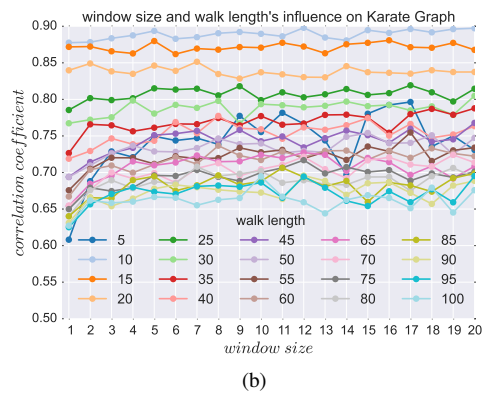 window size and walk length's influence on Karate Graph
0.90
0.85
0.80
0.75
0.70
0.65
0.60
0.55
0.50
correlation coefficient
walk length
5 25 45 65 85
10 30 50 70 90
15 35 55 75 95
20 40 60 80 100
1 2 3 4 5 6 7 8 9 10 11 12 13 14 15 16 17 18 19 20
window size
(b)